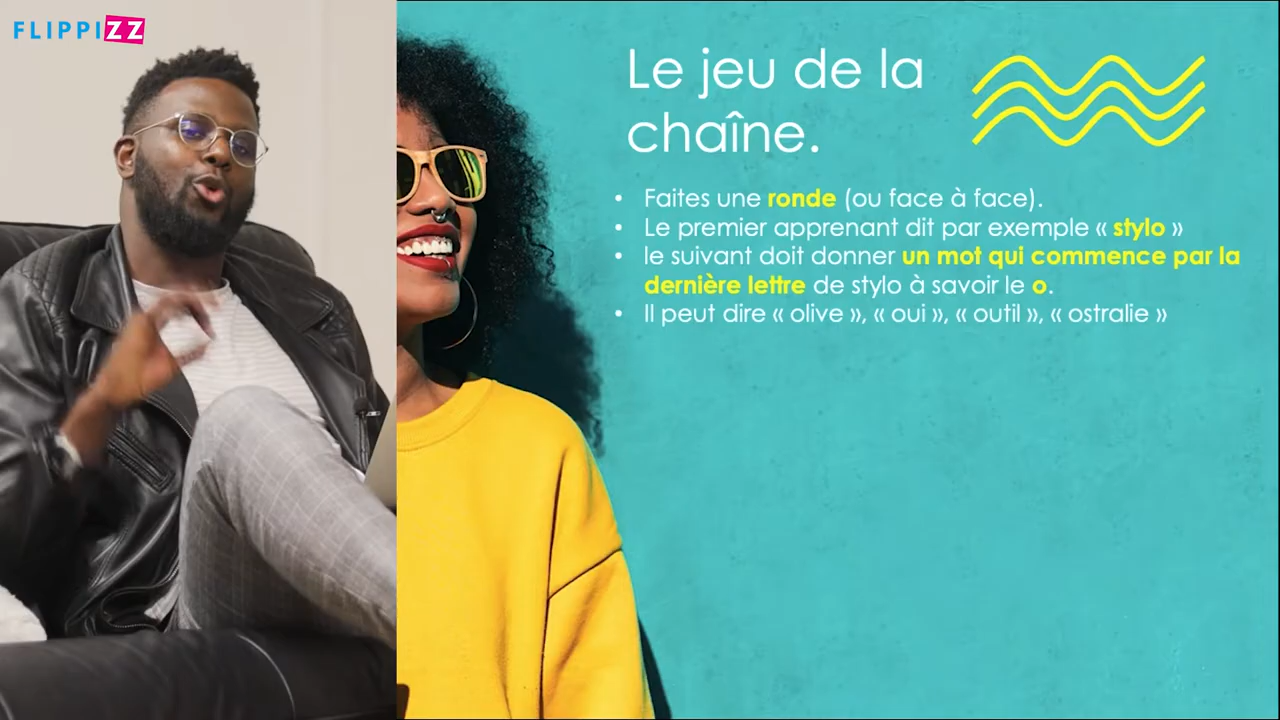 FLIPPIZZ
Le jeu de la
chaîne.
• Faites une ronde (ou face à face).
• Le premier apprenant dit par exemple « stylo »
• le suivant doit donner un mot qui commence par la
dernière lettre de stylo à savoir le o.
• Il peut dire « olive », « oui », « outil », « ostralie »